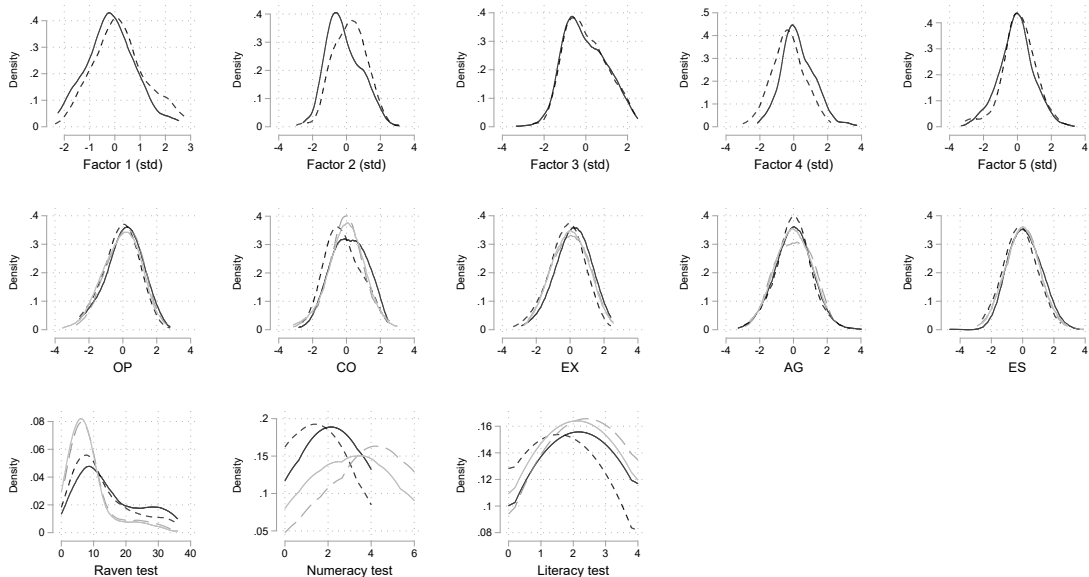 Density
.4
.3
.2
.1
0
-2 -1 0 1 2 3
Factor 1 (std)
Density
.4
.3
.2
.1
0
-4 -2 0 2 4
Factor 2 (std)
Density
.4
.3
.2
.1
0
-4 -2 0 2
Factor 3 (std)
Density
.5
.4
.3
.2
.1
0
-4 -2 0 2 4
Factor 4 (std)
Density
.4
.3
.2
.1
0
-4 -2 0 2 4
Factor 5 (std)
Density
.4
.3
.2
.1
0
-4 -2 0 2 4
OP
Density
.4
.3
.2
.1
0
-4 -2 0 2 4
CO
Density
.4
.3
.2
.1
0
-4 -2 0 2 4
EX
Density
.4
.3
.2
.1
0
-4 -2 0 2 4
AG
Density
.4
.3
.2
.1
0
-4 -2 0 2 4
ES
Density
.08
.06
.04
.02
0
0 10 20 30 40
Raven test
Density
.2
.15
.1
.05
0 2 4 6
Numeracy test
Density
.16
.14
.12
.1
.08
0 1 2 3 4
Literacy test